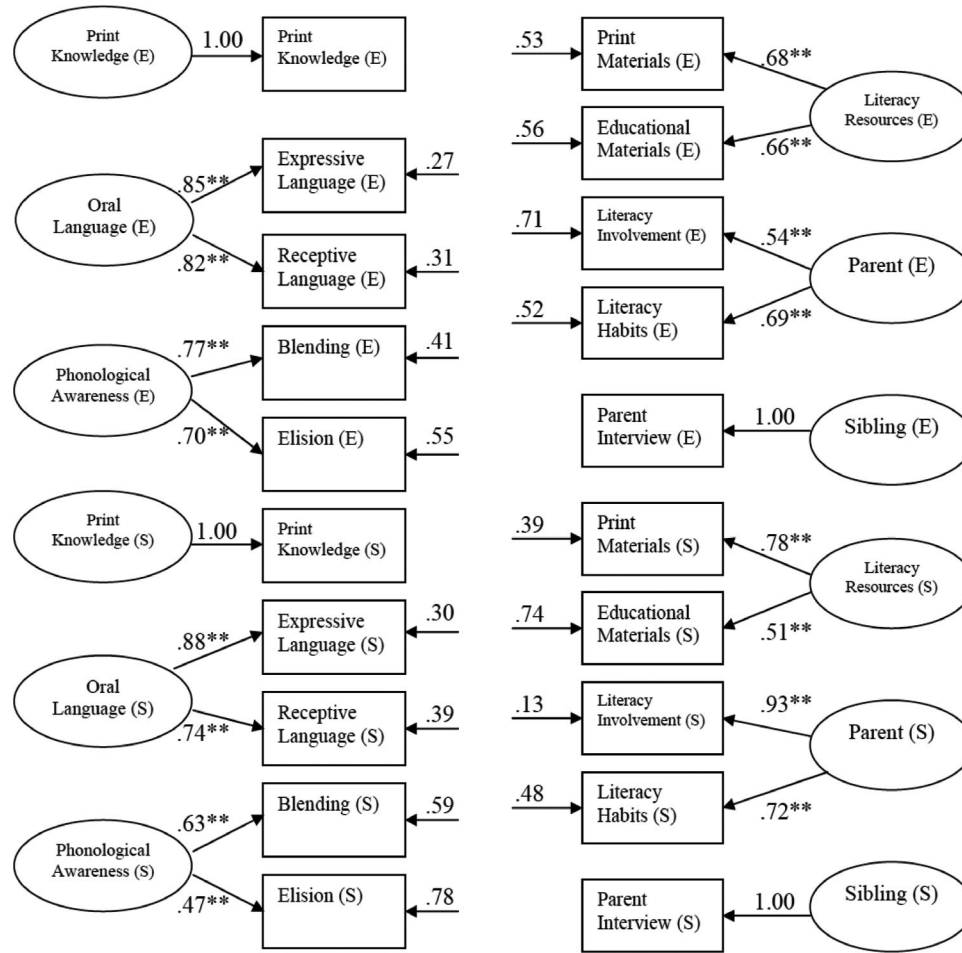 Print
Knowledge (E)
1.00
Print
Knowledge (E)
Oral
Language (E)
.85**
.82**
Expressive
Language (E)
.27
Receptive
Language (E)
.31
Phonological
Awareness (E)
.77**
.70**
Blending (E)
.41
Elision (E)
.55
Print
Knowledge (S)
1.00
Print
Knowledge (S)
Oral
Language (S)
.88**
.74**
Expressive
Language (S)
.30
Receptive
Language (S)
.39
Phonological
Awareness (S)
.63**
.47**
Blending (S)
.59
Elision (S)
.78
.53
Print
Materials (E)
.68**
Literacy
Resources (E)
.56
Educational
Materials (E)
.66**
.71
Literacy
Involvement (E)
.54**
Parent (E)
.52
Literacy
Habits (E)
.69**
Parent
Interview (E)
1.00
Sibling (E)
.39
Print
Materials (S)
.78**
Literacy
Resources (S)
.74
Educational
Materials (S)
.51**
.13
Literacy
Involvement (S)
.93**
Parent (S)
.48
Literacy
Habits (S)
.72**
Parent
Interview (S)
1.00
Sibling (S)